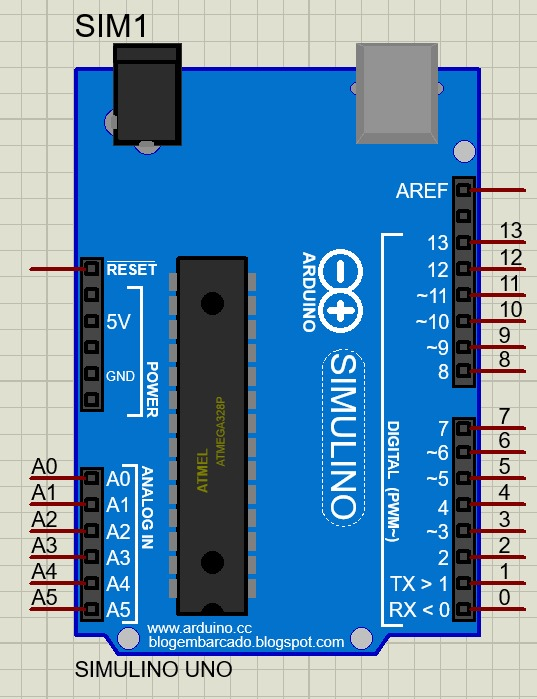 SIM1
AREF
13 13
12 12
~11 11
~10 10
~9 9
8 8
RESET
5V
GND
POWER
ARDUINO
SIMULINO
ATMEL
ATMEGA328P
DIGITAL (PWM~)
7 7
~6 6
~5 5
4 4
~3 3
2 2
TX > 1 1
RX < 0 0
A0 A0
A1 A1
A2 A2
A3 A3
A4 A4
A5 A5
ANALOG IN
www.arduino.cc
blogembarcado.blogspot.com
SIMULINO UNO